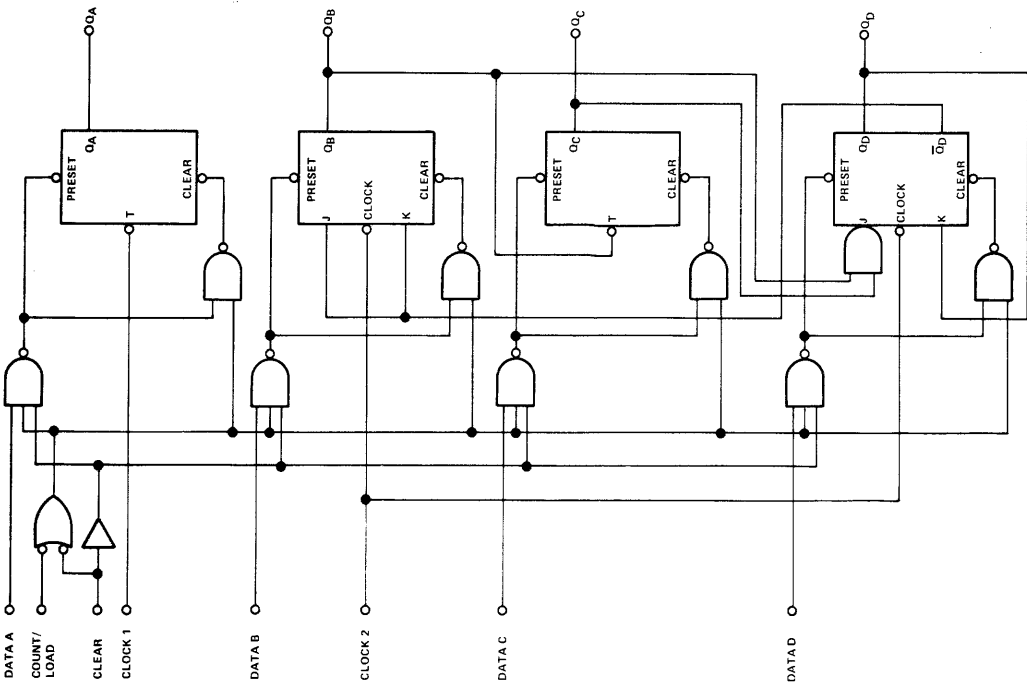 DATA A
COUNT/
LOAD
CLEAR
CLOCK 1
DATA B
CLOCK 2
DATA C
DATA D
PRESET
QA
T
CLEAR
QA
PRESET
QB
J
CLOCK
K
CLEAR
QB
PRESET
QC
T
CLEAR
QC
PRESET
QD
J
CLOCK
Q̅D
K
CLEAR
QD